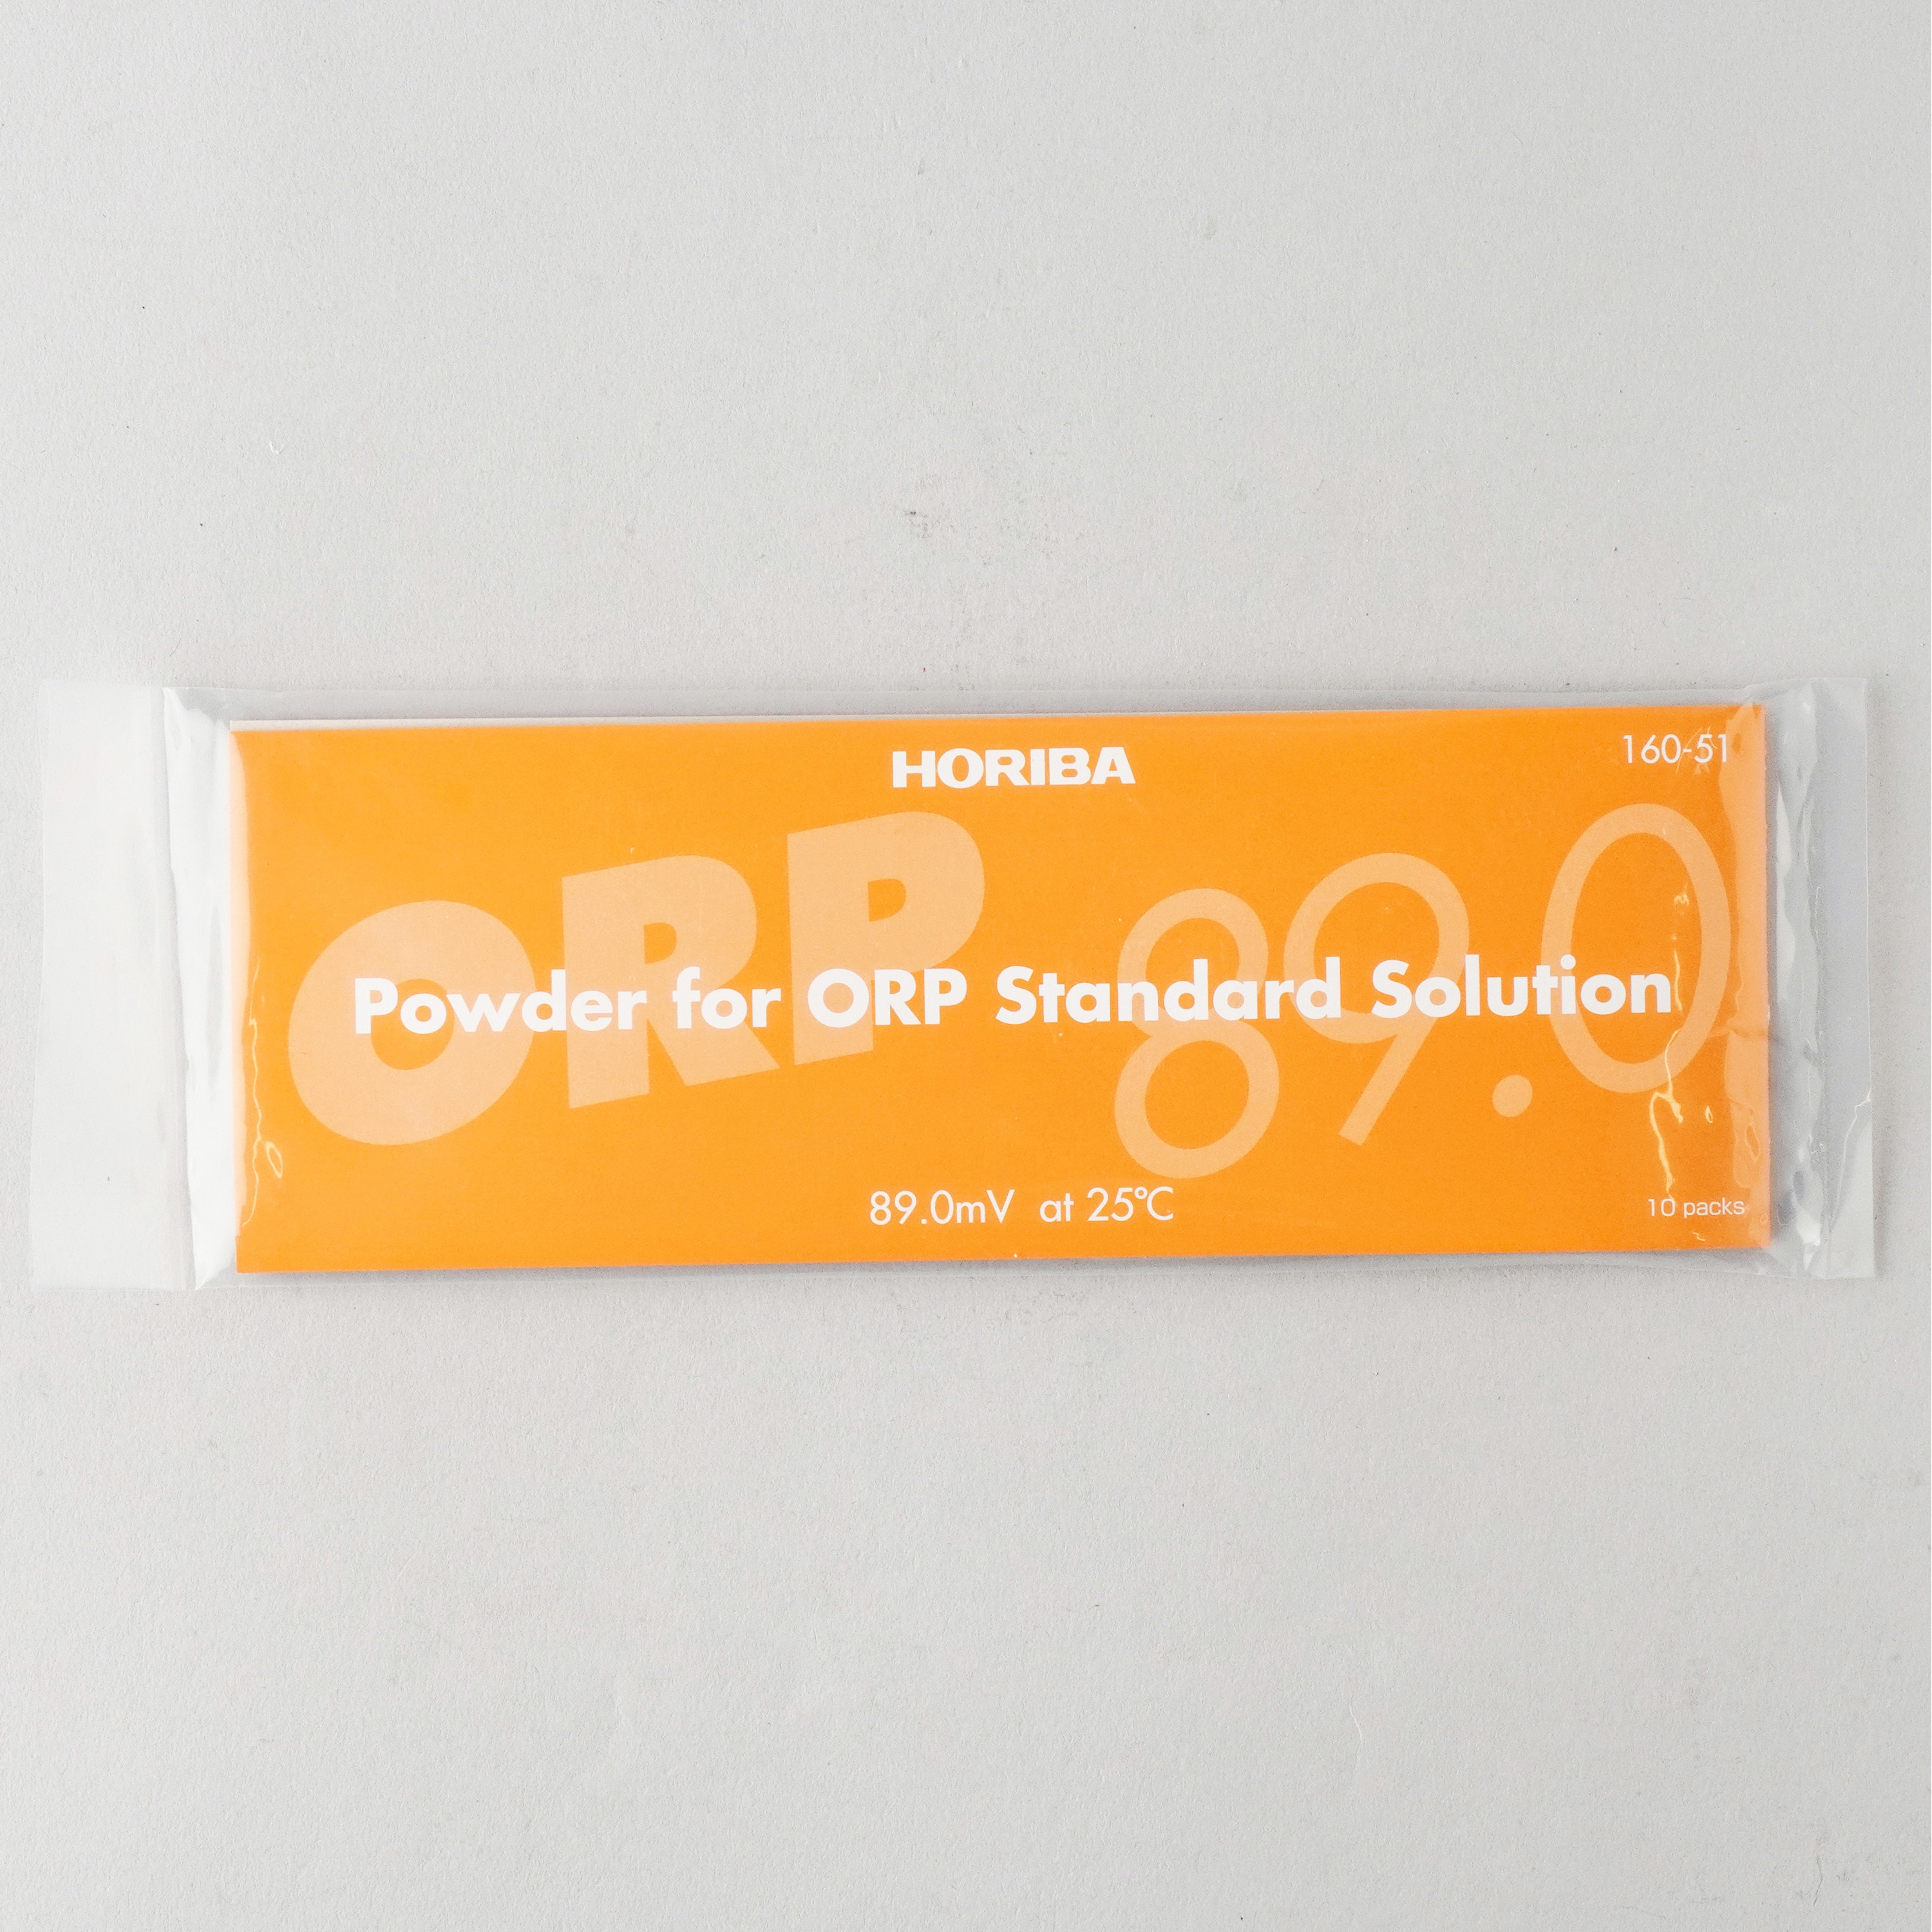 HORIBA
160-51
ORP 89.0
Powder for ORP Standard Solution
89.0mV at 25℃
10 packs